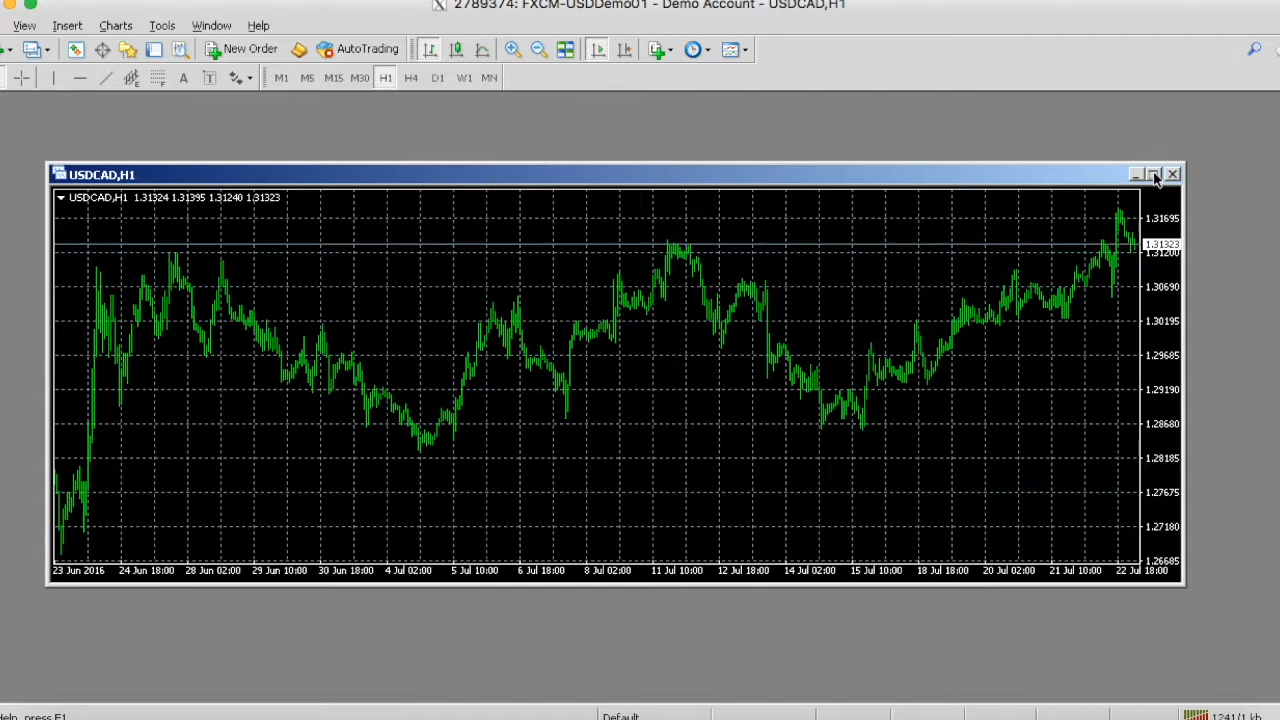 2789374: FXCM-USDDemo01 - Demo Account - USDCAD,H1
View Insert Charts Tools Window Help
New Order AutoTrading
A T M1 M5 M15 M30 H1 H4 D1 W1 MN
USDCAD,H1
USDCAD,H1 1.31324 1.31395 1.31240 1.31323
1.31695
1.31323
1.31200
1.30690
1.30195
1.29685
1.29190
1.28680
1.28185
1.27675
1.27180
1.26685
23 Jun 2016 24 Jun 18:00 28 Jun 02:00 29 Jun 10:00 30 Jun 18:00 4 Jul 02:00 5 Jul 10:00 6 Jul 18:00 8 Jul 02:00 11 Jul 10:00 12 Jul 18:00 14 Jul 02:00 15 Jul 10:00 18 Jul 18:00 20 Jul 02:00 21 Jul 10:00 22 Jul 18:00
Help, press F1 Default 1241/1 kb